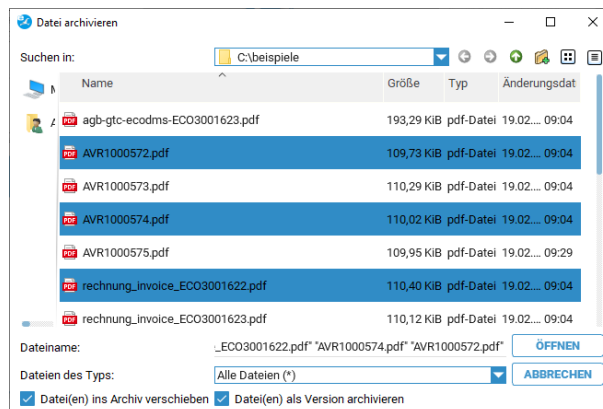 Datei archivieren
Suchen in: C:\beispiele
Name Größe Typ Änderungsdat
agb-gtc-ecodms-ECO3001623.pdf 193,29 KiB pdf-Datei 19.02.... 09:04
AVR1000572.pdf 109,73 KiB pdf-Datei 19.02.... 09:04
AVR1000573.pdf 110,29 KiB pdf-Datei 19.02.... 09:04
AVR1000574.pdf 110,02 KiB pdf-Datei 19.02.... 09:04
AVR1000575.pdf 109,95 KiB pdf-Datei 19.02.... 09:29
rechnung_invoice_ECO3001622.pdf 110,40 KiB pdf-Datei 19.02.... 09:04
rechnung_invoice_ECO3001623.pdf 110,12 KiB pdf-Datei 19.02.... 09:04
Dateiname: _ECO3001622.pdf" "AVR1000574.pdf" "AVR1000572.pdf" ÖFFNEN
Dateien des Typs: Alle Dateien (*) ABBRECHEN
Datei(en) ins Archiv verschieben Datei(en) als Version archivieren